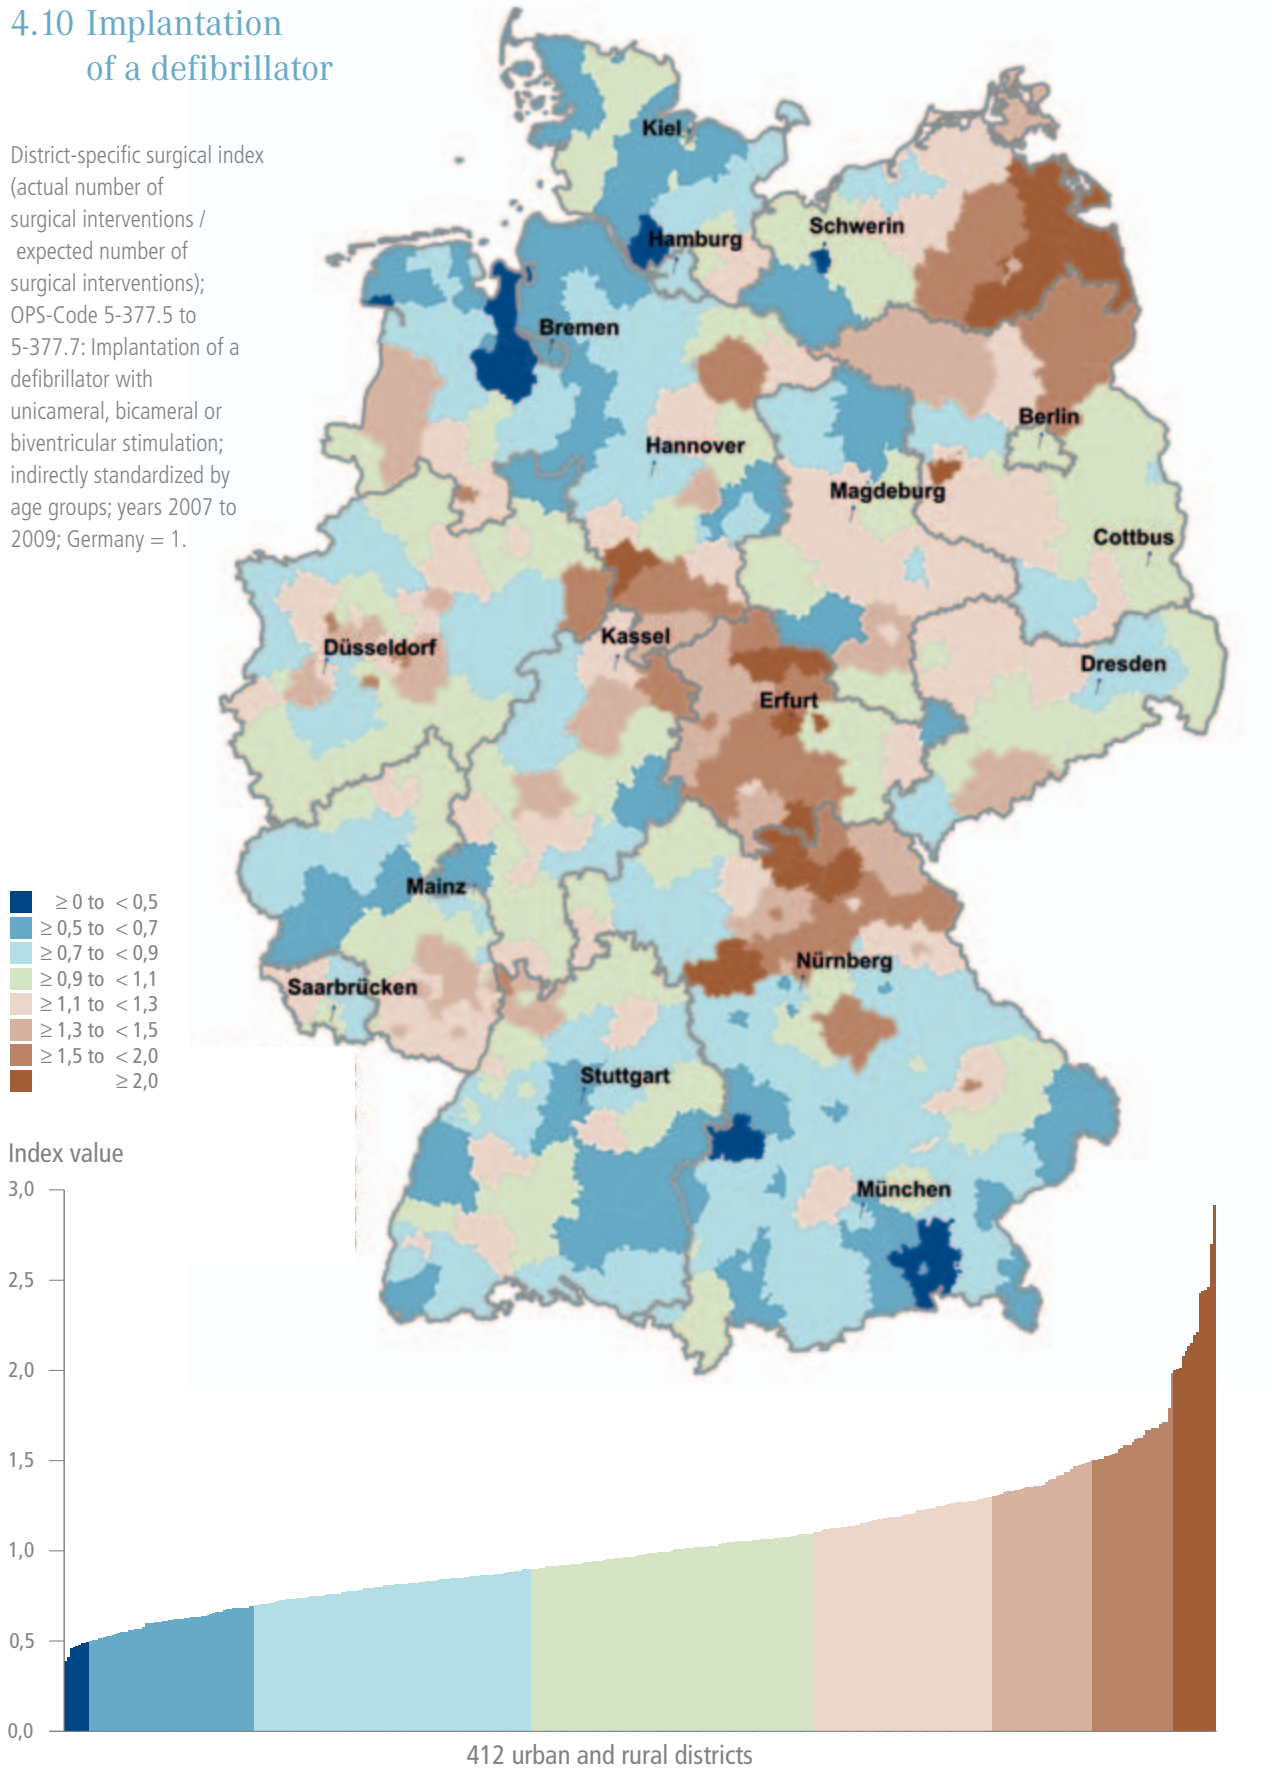 4.10 Implantation
of a defibrillator
District-specific surgical index
(actual number of
surgical interventions /
expected number of
surgical interventions);
OPS-Code 5-377.5 to
5-377.7: Implantation of a
defibrillator with
unicameral, bicameral or
biventricular stimulation;
indirectly standardized by
age groups; years 2007 to
2009; Germany = 1.
Kiel
Hamburg
Schwerin
Bremen
Berlin
Hannover
Magdeburg
Cottbus
Düsseldorf
Kassel
Dresden
Erfurt
Mainz
Nürnberg
Saarbrücken
Stuttgart
München
≥ 0 to < 0,5
≥ 0,5 to < 0,7
≥ 0,7 to < 0,9
≥ 0,9 to < 1,1
≥ 1,1 to < 1,3
≥ 1,3 to < 1,5
≥ 1,5 to < 2,0
≥ 2,0
Index value
3,0
2,5
2,0
1,5
1,0
0,5
0,0
412 urban and rural districts